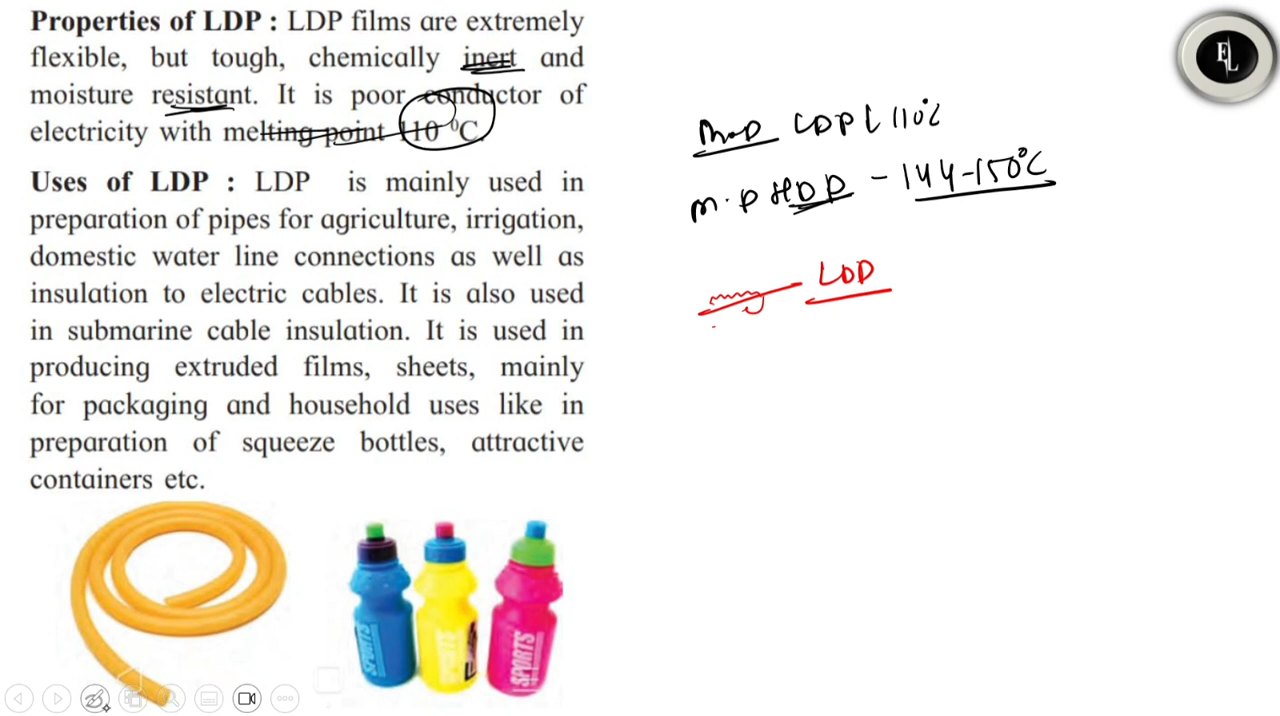 Properties of LDP : LDP films are extremely
flexible, but tough, chemically inert and
moisture resistant. It is poor conductor of
electricity with melting point 110 ⁰C.
Uses of LDP : LDP is mainly used in
preparation of pipes for agriculture, irrigation,
domestic water line connections as well as
insulation to electric cables. It is also used
in submarine cable insulation. It is used in
producing extruded films, sheets, mainly
for packaging and household uses like in
preparation of squeeze bottles, attractive
containers etc.
SPORTS
SPORTS
EL
LDP 110°C
m.p HDP - 144-150°C
LDP